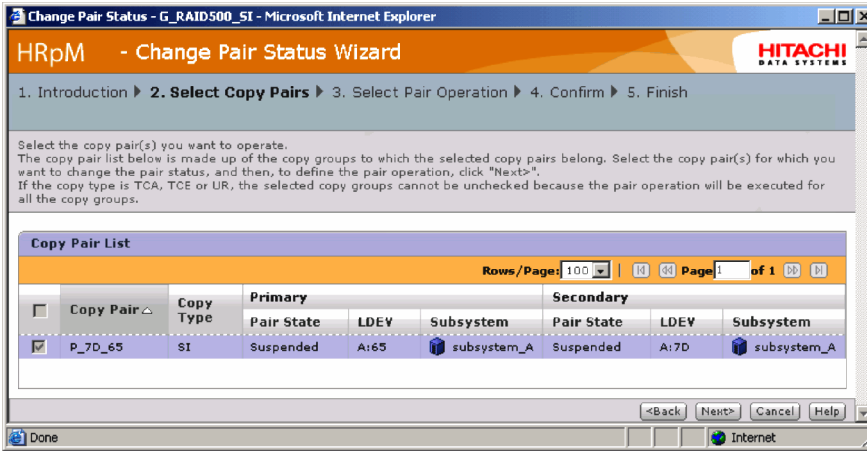 Change Pair Status - G_RAID500_SI - Microsoft Internet Explorer
HRpM - Change Pair Status Wizard
HITACHI
DATA SYSTEMS
1. Introduction 2. Select Copy Pairs 3. Select Pair Operation 4. Confirm 5. Finish
Select the copy pair(s) you want to operate.
The copy pair list below is made up of the copy groups to which the selected copy pairs belong. Select the copy pair(s) for which you
want to change the pair status, and then, to define the pair operation, click "Next>".
If the copy type is TCA, TCE or UR, the selected copy groups cannot be unchecked because the pair operation will be executed for
all the copy groups.
Copy Pair List
Rows/Page: 100 | Page 1 of 1
Copy Pair Copy Type Primary Secondary
Pair State LDEV Subsystem Pair State LDEV Subsystem
P_7D_65 SI Suspended A:65 subsystem_A Suspended A:7D subsystem_A
<Back Next> Cancel Help
Done Internet